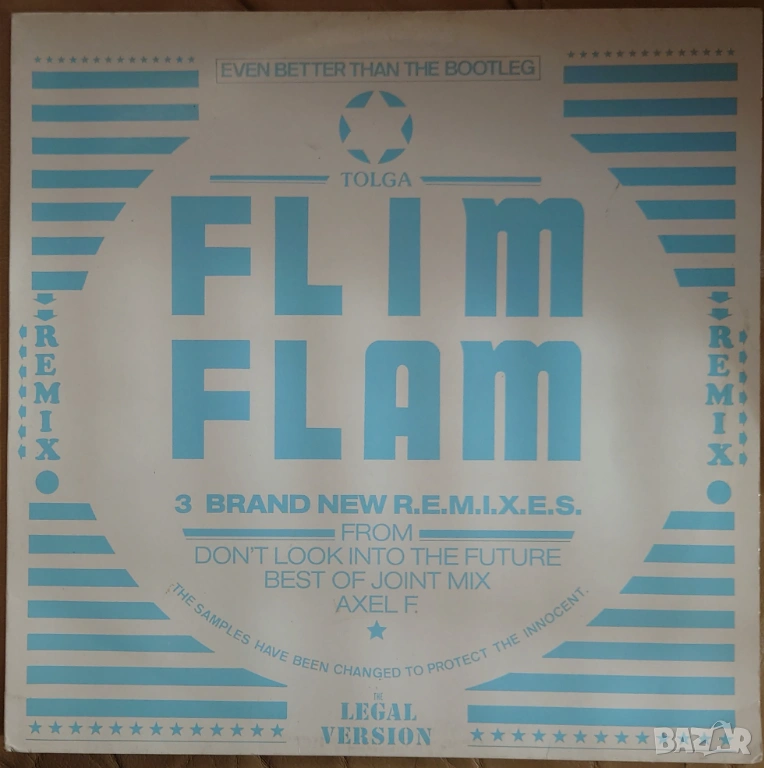 EVEN BETTER THAN THE BOOTLEG
TOLGA
FLIM
FLAM
REMIX
REMIX
3 BRAND NEW R.E.M.I.X.E.S.
FROM
DON'T LOOK INTO THE FUTURE
BEST OF JOINT MIX
AXEL F.
THE SAMPLES HAVE BEEN CHANGED TO PROTECT THE INNOCENT.
THE
LEGAL
VERSION
BAZAR